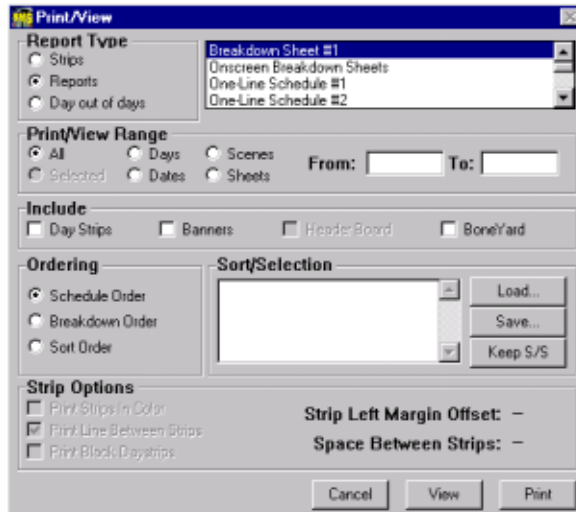 Print/View
Report Type
Strips
Reports
Day out of days
Breakdown Sheet #1
Onscreen Breakdown Sheets
One-Line Schedule #1
One-Line Schedule #2
Print/View Range
All Days Scenes
Selected Dates Sheets
From: To:
Include
Day Strips Banners Header Board BoneYard
Ordering
Schedule Order
Breakdown Order
Sort Order
Sort/Selection
Load...
Save...
Keep S/S
Strip Options
Print Strips In Color
Print Line Between Strips
Print Black Daystrips
Strip Left Margin Offset: –
Space Between Strips: –
Cancel View Print